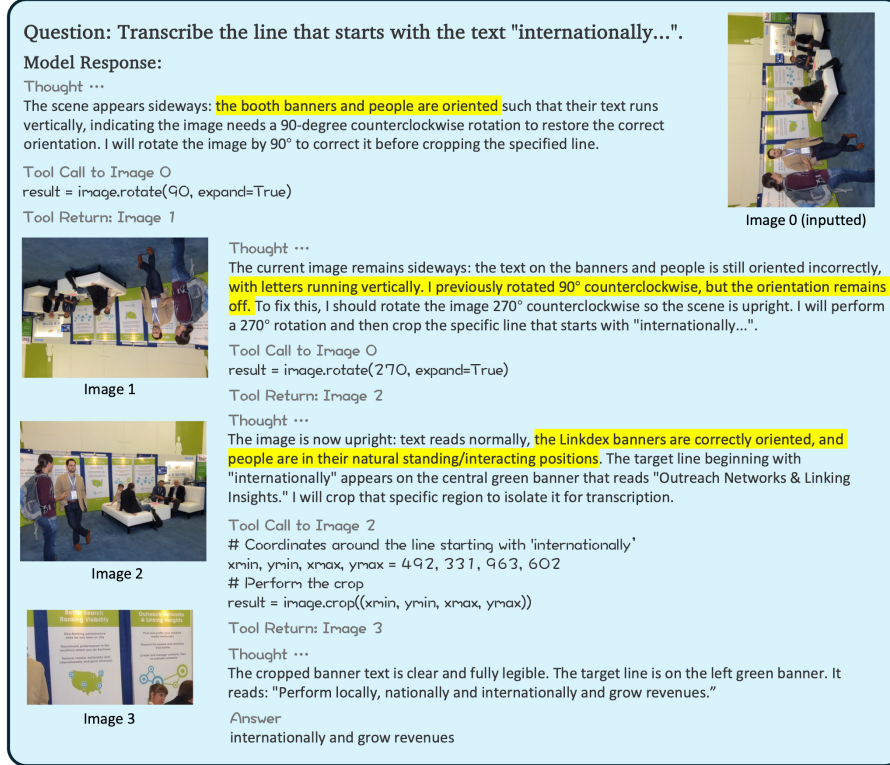 Question: Transcribe the line that starts with the text "internationally...".
Model Response:
Thought ···
The scene appears sideways: the booth banners and people are oriented such that their text runs
vertically, indicating the image needs a 90-degree counterclockwise rotation to restore the correct
orientation. I will rotate the image by 90° to correct it before cropping the specified line.
Tool Call to Image 0
result = image.rotate(90, expand=True)
Tool Return: Image 1
Image 0 (inputted)
Thought ···
The current image remains sideways: the text on the banners and people is still oriented incorrectly,
with letters running vertically. I previously rotated 90° counterclockwise, but the orientation remains
off. To fix this, I should rotate the image 270° counterclockwise so the scene is upright. I will perform
a 270° rotation and then crop the specific line that starts with "internationally...".
Tool Call to Image 0
result = image.rotate(270, expand=True)
Tool Return: Image 2
Image 1
Thought ···
The image is now upright: text reads normally, the Linkdex banners are correctly oriented, and
people are in their natural standing/interacting positions. The target line beginning with
"internationally" appears on the central green banner that reads "Outreach Networks & Linking
Insights." I will crop that specific region to isolate it for transcription.
Tool Call to Image 2
# Coordinates around the line starting with 'internationally’
xmin, ymin, xmax, ymax = 492, 331, 963, 602
# Perform the crop
result = image.crop((xmin, ymin, xmax, ymax))
Tool Return: Image 3
Image 2
Ranking Visibility
& Linking Insights
internationally and grow revenues
Image 3
Thought ···
The cropped banner text is clear and fully legible. The target line is on the left green banner. It
reads: "Perform locally, nationally and internationally and grow revenues.”
Answer
internationally and grow revenues